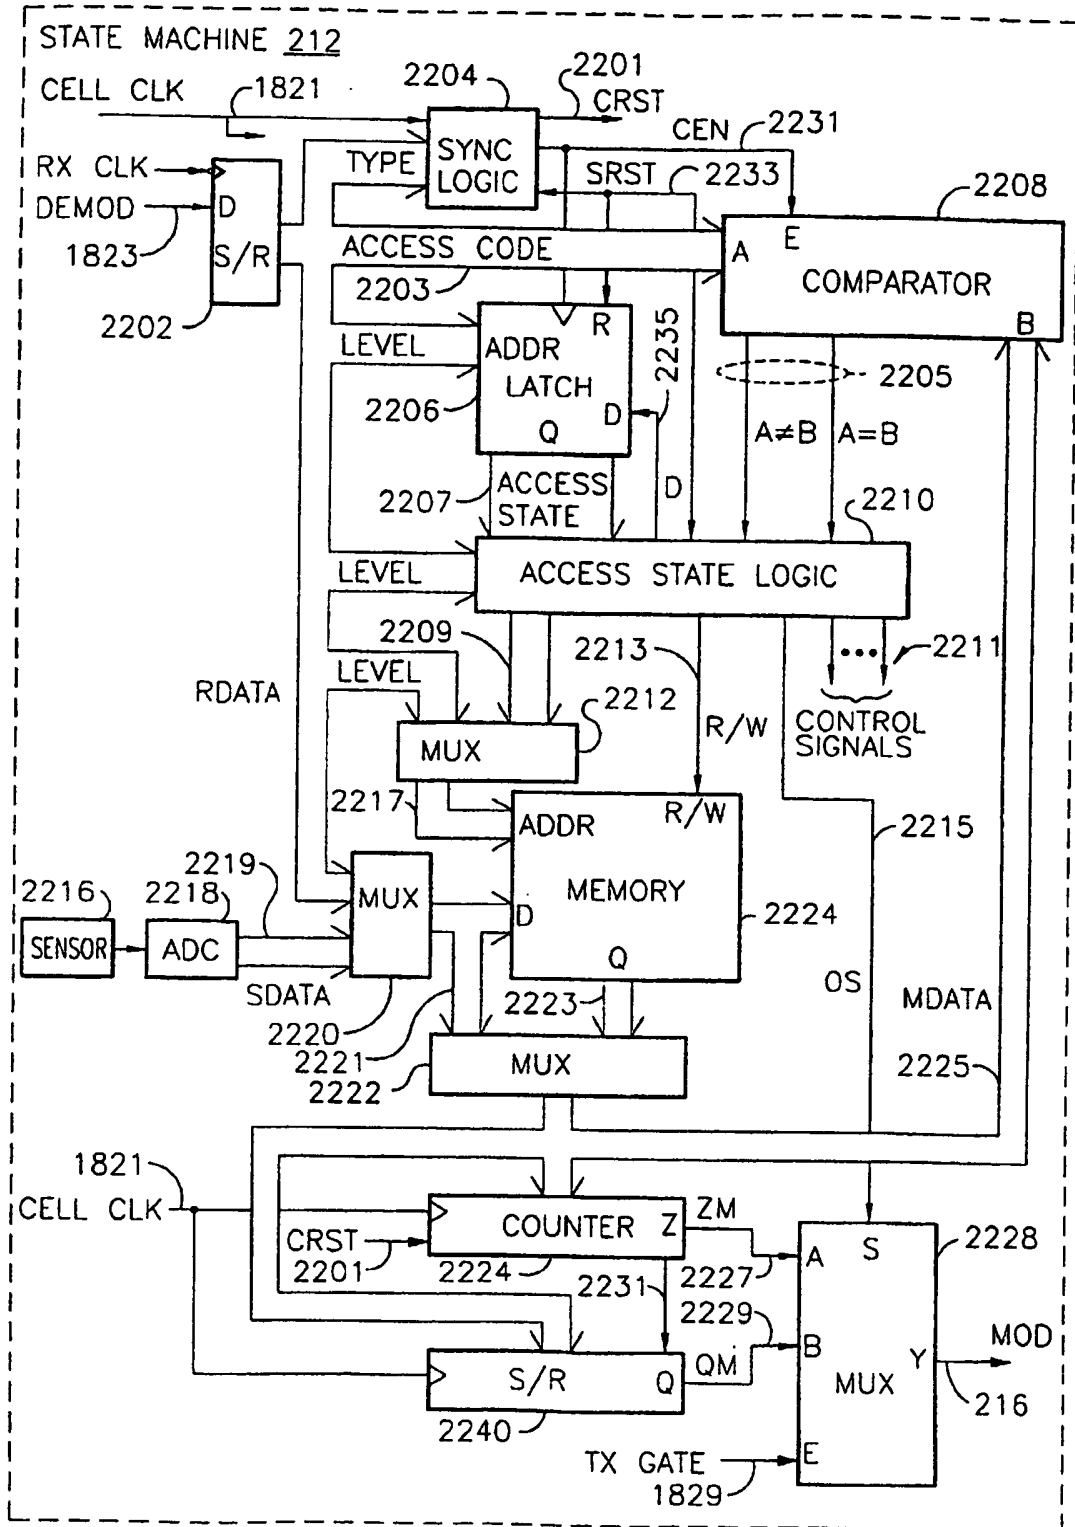 STATE MACHINE 212
CELL CLK
1821
2204
2201
CRST
CEN
2231
RX CLK
DEMOD
1823
D
S/R
2202
TYPE
SYNC
LOGIC
SRST
2233
2208
ACCESS CODE
2203
A
E
COMPARATOR
B
LEVEL
2206
ADDR
R
LATCH
D
Q
2235
2205
A≠B
A=B
2207
ACCESS
STATE
D
2210
LEVEL
ACCESS STATE LOGIC
2209
2213
2211
LEVEL
RDATA
2212
MUX
R/W
CONTROL
SIGNALS
2217
ADDR
R/W
2215
2216
2218
2219
MUX
D
MEMORY
2224
SENSOR
ADC
SDATA
Q
OS
MDATA
2220
2221
2223
2222
MUX
2225
1821
CELL CLK
CRST
2201
COUNTER
Z
ZM
2224
2231
2227
A
S
2228
2229
S/R
Q
QM
B
MUX
Y
MOD
216
2240
TX GATE
1829
E